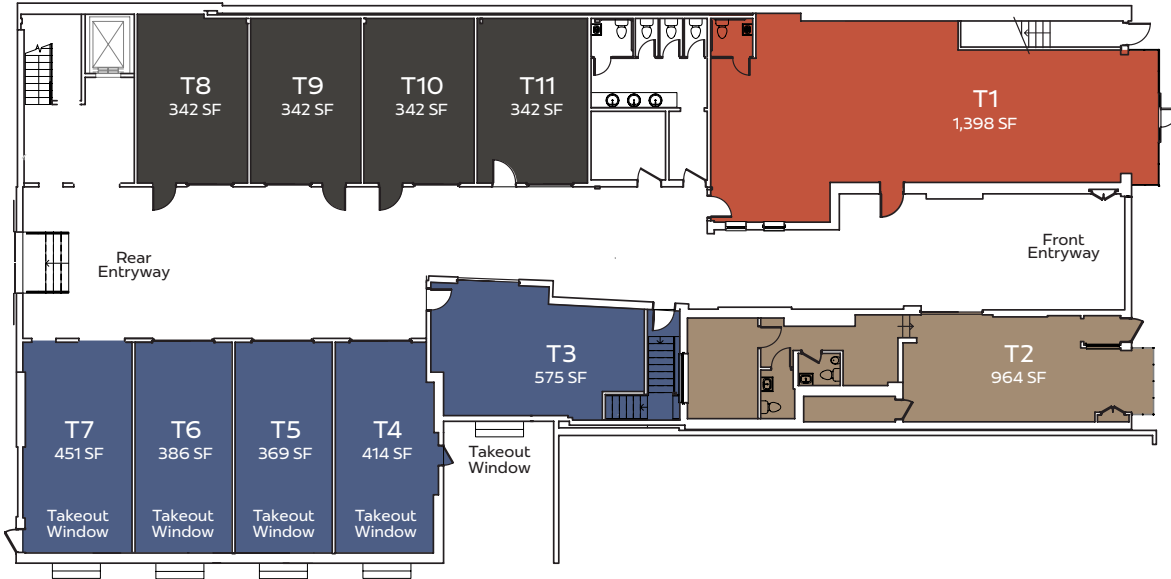 T8
342 SF
T9
342 SF
T10
342 SF
T11
342 SF
T1
1,398 SF
Rear
Entryway
Front
Entryway
T3
575 SF
T2
964 SF
T7
451 SF
T6
386 SF
T5
369 SF
T4
414 SF
Takeout
Window
Takeout
Window
Takeout
Window
Takeout
Window
Takeout
Window